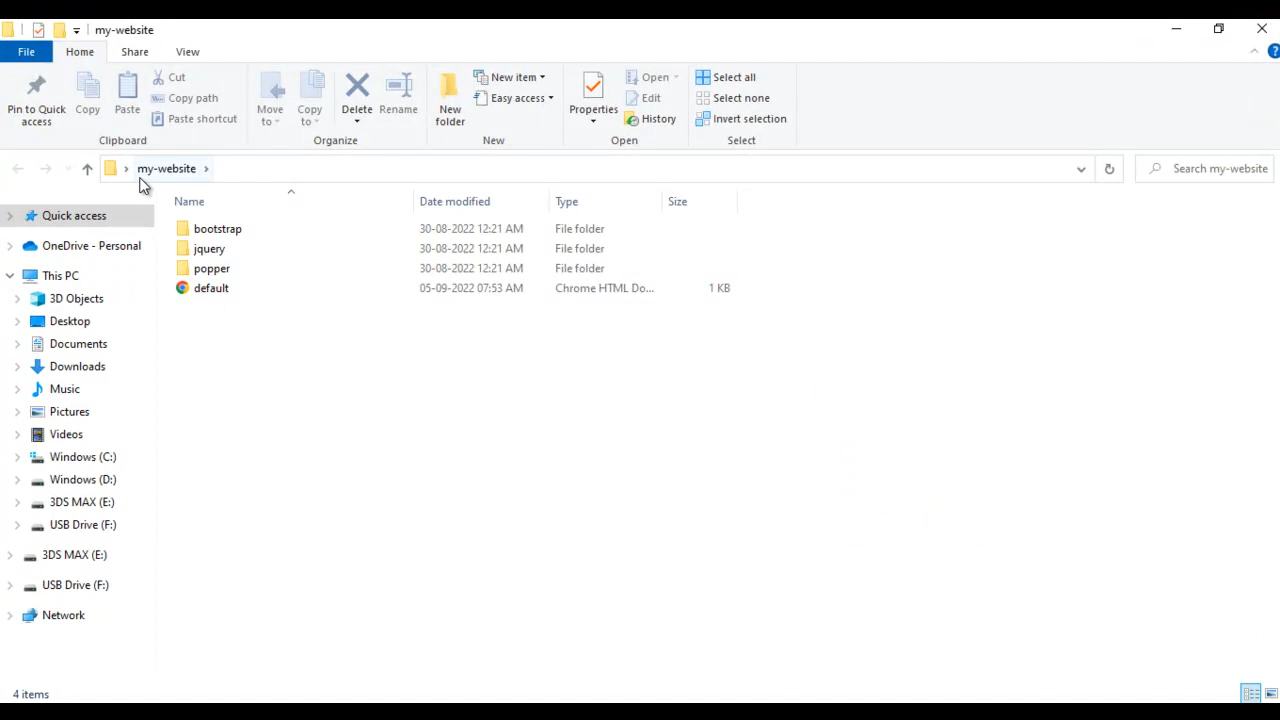 my-website
File Home Share View
Pin to Quick access
Copy
Paste
Cut
Copy path
Paste shortcut
Clipboard
Move to
Copy to
Delete
Rename
Organize
New folder
New item
Easy access
New
Properties
Open
Edit
History
Open
Select all
Select none
Invert selection
Select
my-website
Search my-website
Name Date modified Type Size
bootstrap 30-08-2022 12:21 AM File folder
jquery 30-08-2022 12:21 AM File folder
popper 30-08-2022 12:21 AM File folder
default 05-09-2022 07:53 AM Chrome HTML Do... 1 KB
Quick access
OneDrive - Personal
This PC
3D Objects
Desktop
Documents
Downloads
Music
Pictures
Videos
Windows (C:)
Windows (D:)
3DS MAX (E:)
USB Drive (F:)
3DS MAX (E:)
USB Drive (F:)
Network
4 items